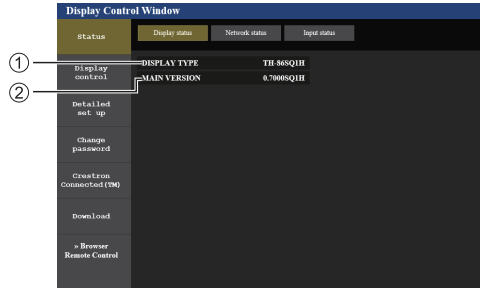 Display Control Window
Status
Display status
Network status
Input status
① DISPLAY TYPE TH-86SQ1H
② MAIN VERSION 0.7000SQ1H
Display
control
Detailed
set up
Change
password
Crestron
Connected(TM)
Download
» Browser
Remote Control